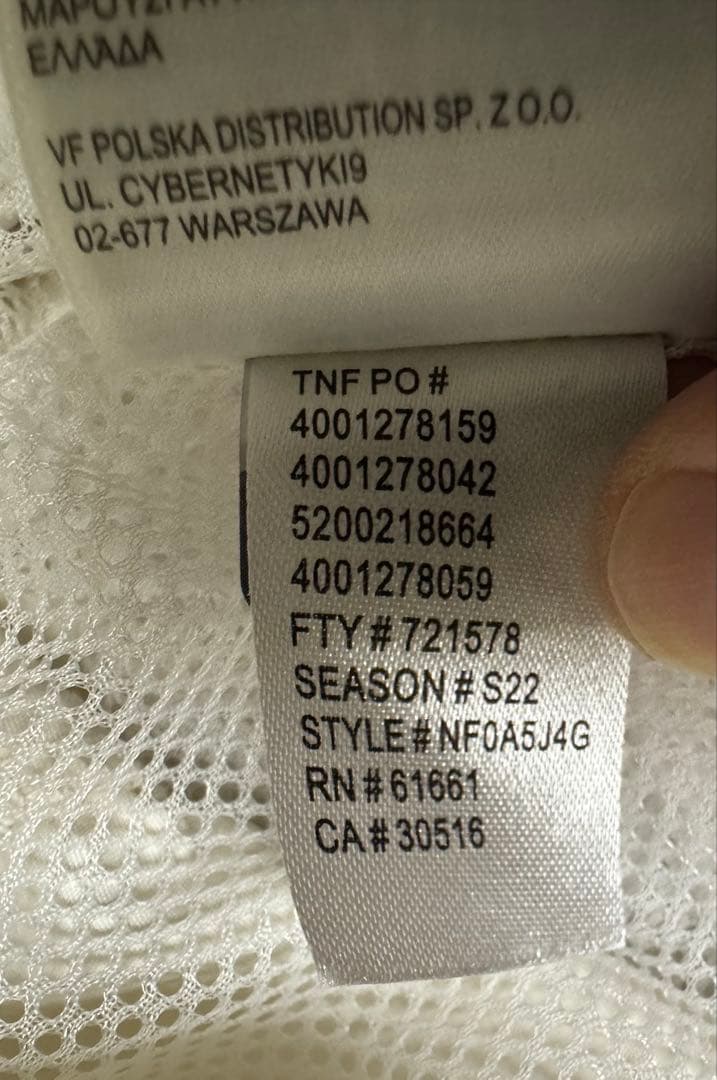 ΕΛΛΑΔΑ
VF POLSKA DISTRIBUTION SP. Z O.O.
UL. CYBERNETYKI9
02-677 WARSZAWA
TNF PO #
4001278159
4001278042
5200218664
4001278059
FTY # 721578
SEASON # S22
STYLE # NF0A5J4G
RN # 61661
CA # 30516